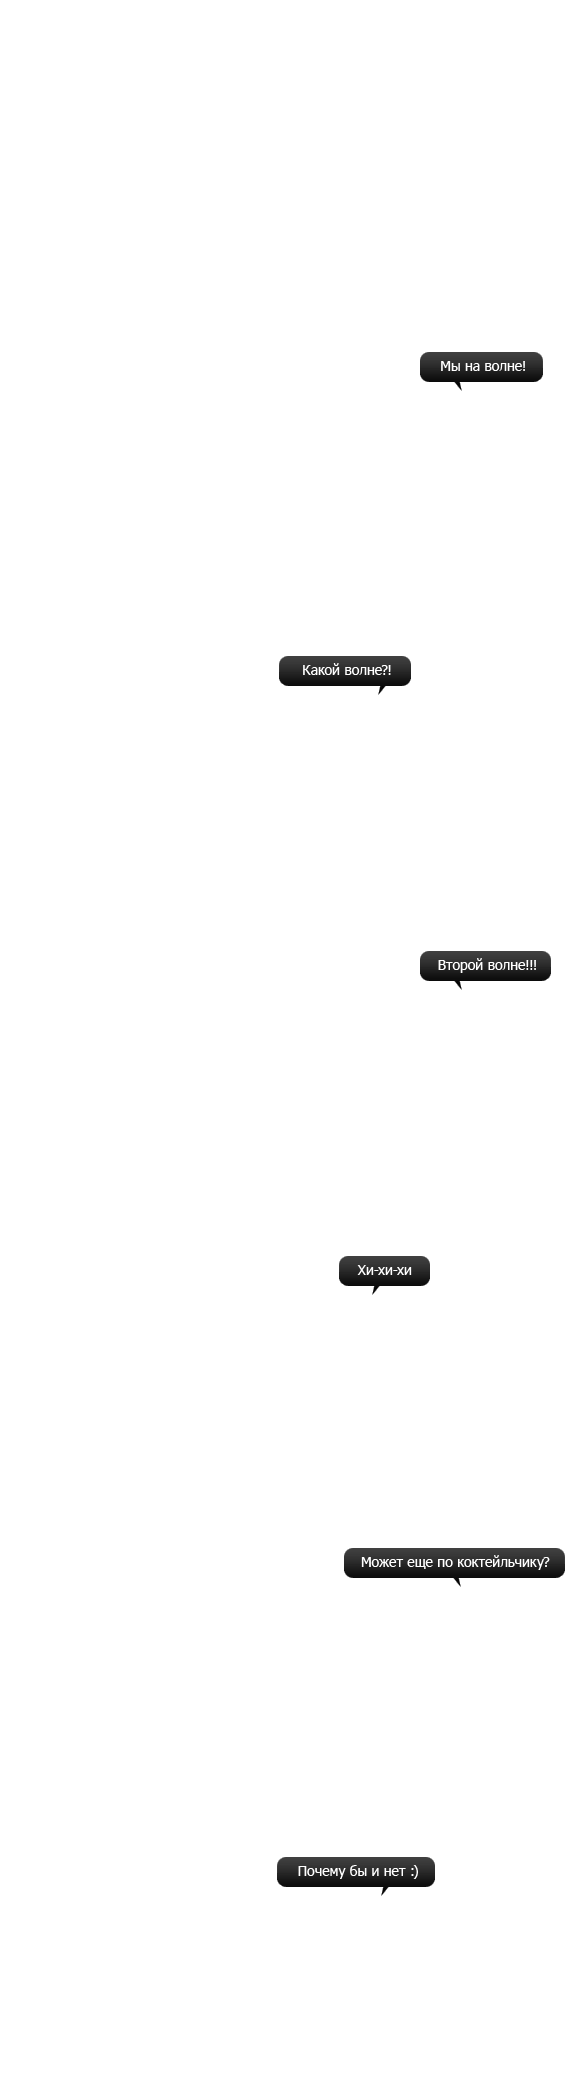 Мы на волне!
Какой волне?!
Второй волне!!!
Хи-хи-хи
Может еще по коктейльчику?
Почему бы и нет :)